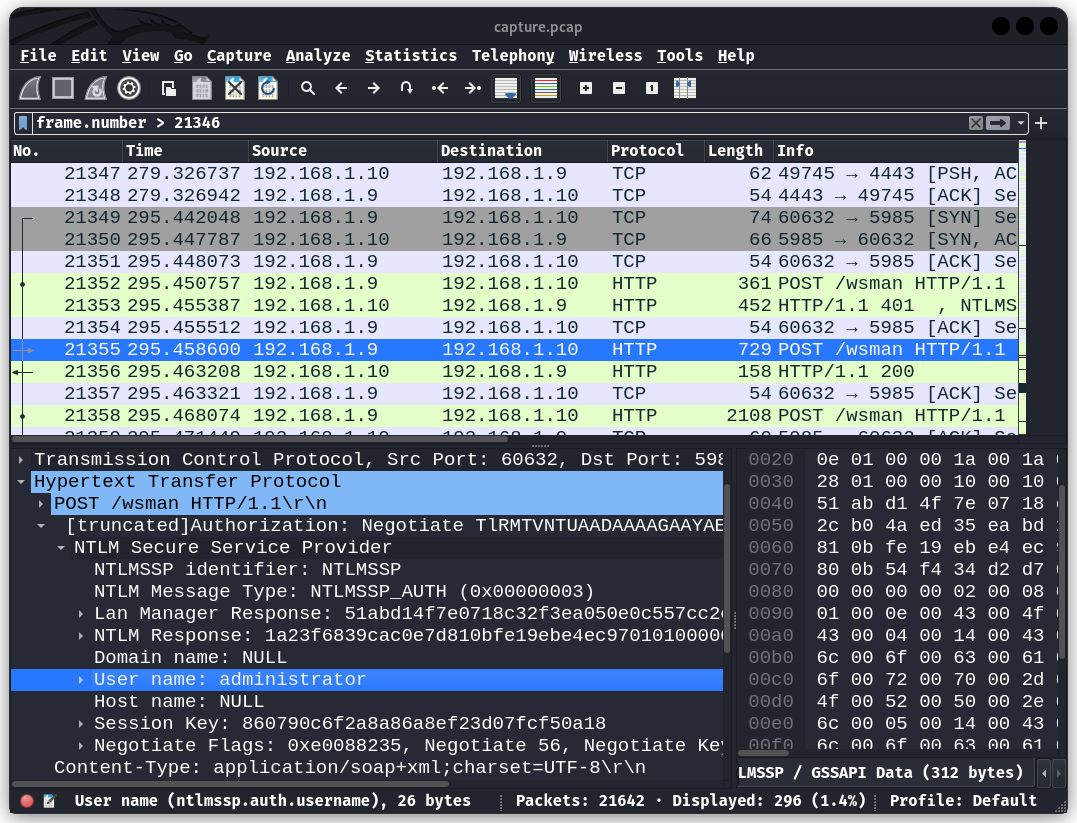 capture.pcap
File Edit View Go Capture Analyze Statistics Telephony Wireless Tools Help
frame.number > 21346
No. Time Source Destination Protocol Length Info
21347 279.326737 192.168.1.10 192.168.1.9 TCP 62 49745 → 4443 [PSH, AC
21348 279.326942 192.168.1.9 192.168.1.10 TCP 54 4443 → 49745 [ACK] Se
21349 295.442048 192.168.1.9 192.168.1.10 TCP 74 60632 → 5985 [SYN] Se
21350 295.447787 192.168.1.10 192.168.1.9 TCP 66 5985 → 60632 [SYN, AC
21351 295.448073 192.168.1.9 192.168.1.10 TCP 54 60632 → 5985 [ACK] Se
21352 295.450757 192.168.1.9 192.168.1.10 HTTP 361 POST /wsman HTTP/1.1
21353 295.455387 192.168.1.10 192.168.1.9 HTTP 452 HTTP/1.1 401 , NTLMS
21354 295.455512 192.168.1.9 192.168.1.10 TCP 54 60632 → 5985 [ACK] Se
21355 295.458600 192.168.1.9 192.168.1.10 HTTP 729 POST /wsman HTTP/1.1
21356 295.463208 192.168.1.10 192.168.1.9 HTTP 158 HTTP/1.1 200
21357 295.463321 192.168.1.9 192.168.1.10 TCP 54 60632 → 5985 [ACK] Se
21358 295.468074 192.168.1.9 192.168.1.10 HTTP 2108 POST /wsman HTTP/1.1
Transmission Control Protocol, Src Port: 60632, Dst Port: 598
Hypertext Transfer Protocol
POST /wsman HTTP/1.1\r\n
[truncated]Authorization: Negotiate TlRMTVNTUAADAAAAGAAYAE
NTLM Secure Service Provider
NTLMSSP identifier: NTLMSSP
NTLM Message Type: NTLMSSP_AUTH (0x00000003)
Lan Manager Response: 51abd14f7e0718c32f3ea050e0c557cc2
NTLM Response: 1a23f6839cac0e7d810bfe19ebe4ec9701010000
Domain name: NULL
User name: administrator
Host name: NULL
Session Key: 860790c6f2a8a86a8ef23d07fcf50a18
Negotiate Flags: 0xe0088235, Negotiate 56, Negotiate Key
Content-Type: application/soap+xml;charset=UTF-8\r\n
0020 0e 01 00 00 1a 00 1a
0030 28 01 00 00 10 00 10
0040 51 ab d1 4f 7e 07 18
0050 2c b0 4a ed 35 ea bd
0060 81 0b fe 19 eb e4 ec
0070 80 0b 54 f4 34 d2 d7
0080 00 00 00 00 02 00 08
0090 01 00 0e 00 43 00 4f
00a0 43 00 04 00 14 00 43
00b0 6c 00 6f 00 63 00 61
00c0 6f 00 72 00 70 00 2d
00d0 4f 00 52 00 50 00 2e
00e0 6c 00 05 00 14 00 43
00f0 6c 00 6f 00 63 00 61
LMSSP / GSSAPI Data (312 bytes)
User name (ntlmssp.auth.username), 26 bytes Packets: 21642 · Displayed: 296 (1.4%) Profile: Default